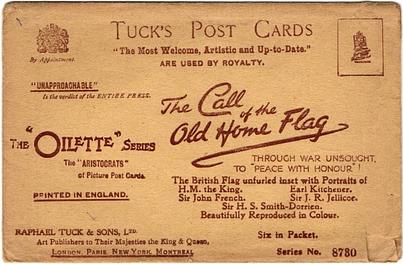 TUCK'S POST CARDS
By Appointment.
"The Most Welcome, Artistic and Up-to-Date."
ARE USED BY ROYALTY.
"UNAPPROACHABLE"
Is the verdict of the ENTIRE PRESS.
The Call
of the
Old Home Flag
THE "OILETTE" SERIES
The "ARISTOCRATS"
of Picture Post Cards.
THROUGH WAR UNSOUGHT,
TO "PEACE WITH HONOUR"!
PRINTED IN ENGLAND.
The British Flag unfurled inset with Portraits of
H.M. the King. Earl Kitchener.
Sir John French. Sir J. R. Jellicoe.
Sir H. S. Smith-Dorrien.
Beautifully Reproduced in Colour.
RAPHAEL TUCK & SONS, LTD.
Art Publishers to Their Majesties the King & Queen,
LONDON, PARIS, NEW YORK, MONTREAL
Six in Packet.
Series No. 8730